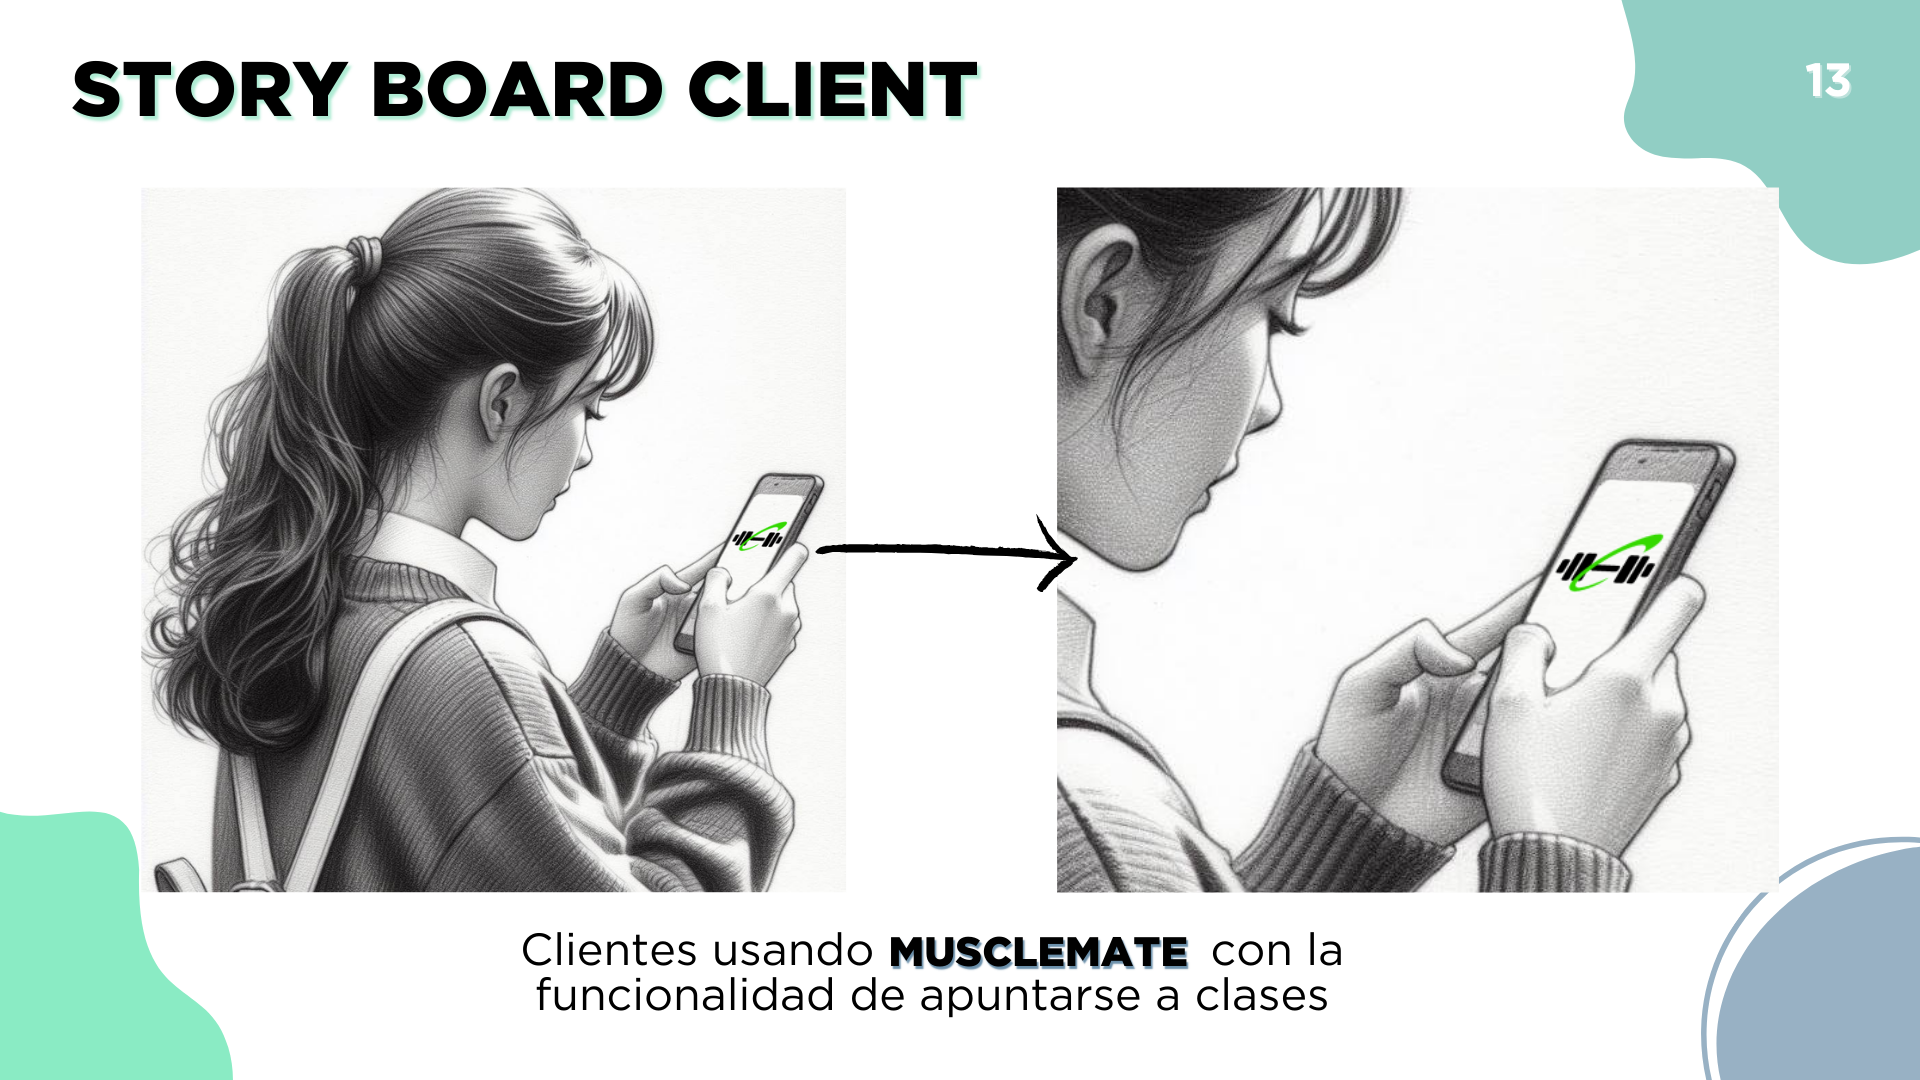 STORY BOARD CLIENT
13
Clientes usando MUSCLEMATE con la
funcionalidad de apuntarse a clases